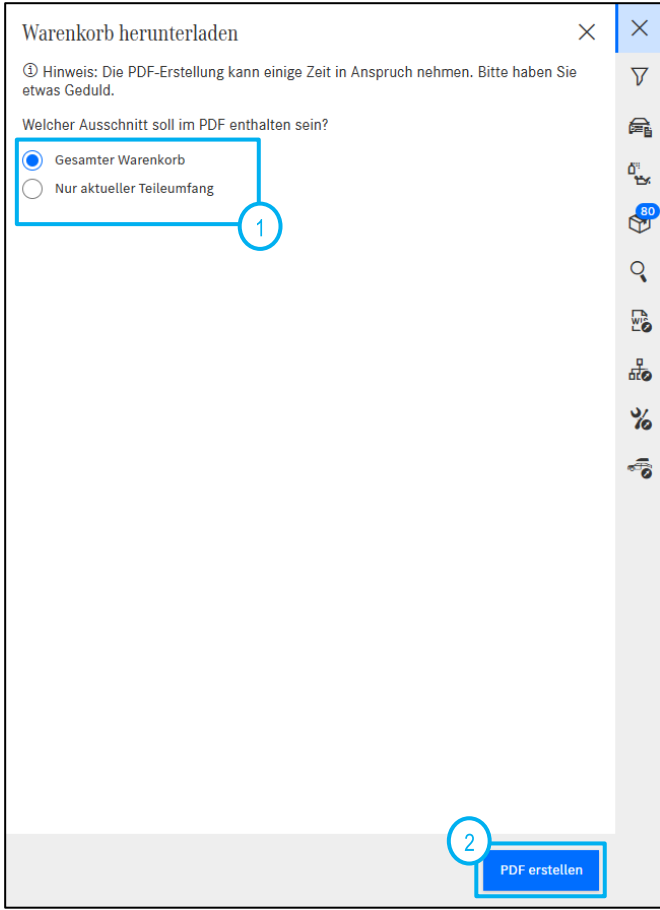 Warenkorb herunterladen
Hinweis: Die PDF-Erstellung kann einige Zeit in Anspruch nehmen. Bitte haben Sie
etwas Geduld.
Welcher Ausschnitt soll im PDF enthalten sein?
Gesamter Warenkorb
Nur aktueller Teileumfang
1
80
WIS
2
PDF erstellen